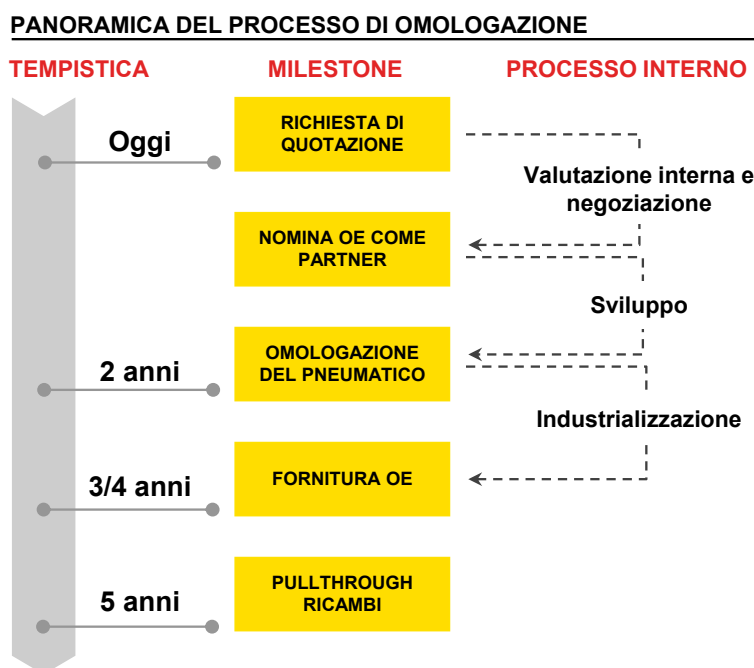 PANORAMICA DEL PROCESSO DI OMOLOGAZIONE
TEMPISTICA
MILESTONE
PROCESSO INTERNO
Oggi
RICHIESTA DI
QUOTAZIONE
Valutazione interna e
negoziazione
NOMINA OE COME
PARTNER
Sviluppo
2 anni
OMOLOGAZIONE
DEL PNEUMATICO
Industrializzazione
3/4 anni
FORNITURA OE
5 anni
PULLTHROUGH
RICAMBI